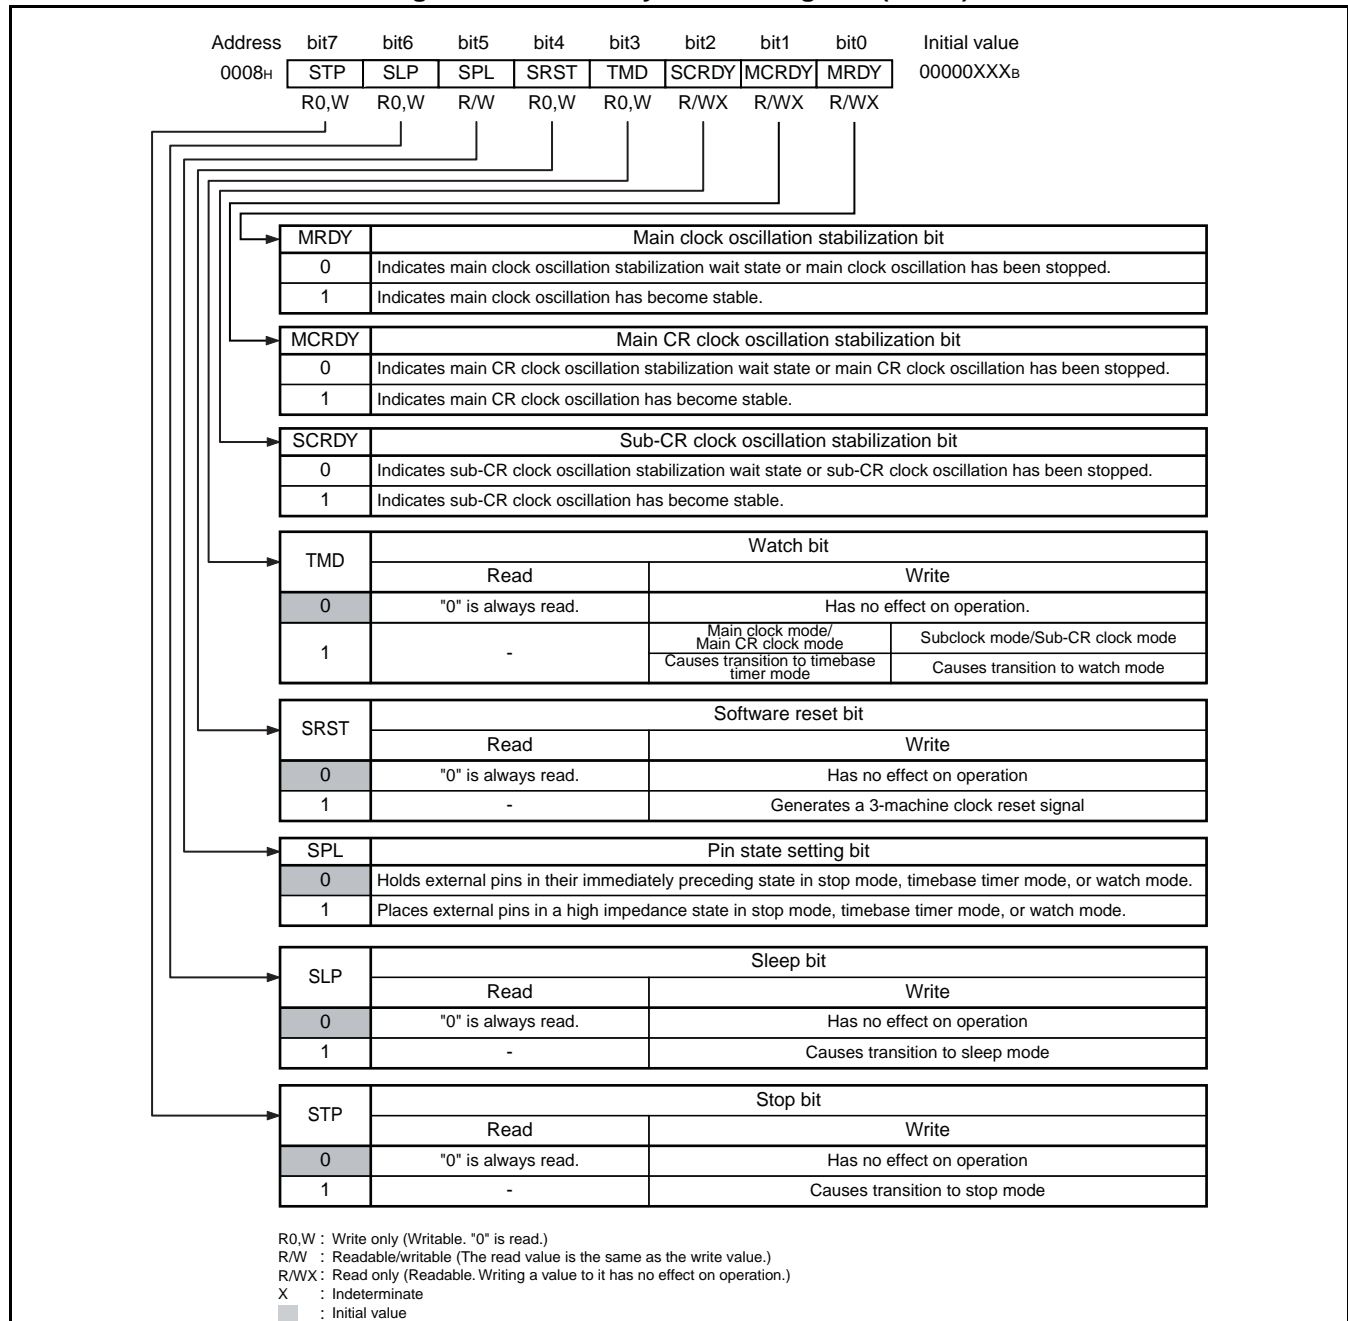 Address bit7 bit6 bit5 bit4 bit3 bit2 bit1 bit0 Initial value
0008H STP SLP SPL SRST TMD SCRDY MCRDY MRDY 00000XXXB
R0,W R0,W R/W R0,W R0,W R/WX R/WX R/WX
MRDY Main clock oscillation stabilization bit
0 Indicates main clock oscillation stabilization wait state or main clock oscillation has been stopped.
1 Indicates main clock oscillation has become stable.
MCRDY Main CR clock oscillation stabilization bit
0 Indicates main CR clock oscillation stabilization wait state or main CR clock oscillation has been stopped.
1 Indicates main CR clock oscillation has become stable.
SCRDY Sub-CR clock oscillation stabilization bit
0 Indicates sub-CR clock oscillation stabilization wait state or sub-CR clock oscillation has been stopped.
1 Indicates sub-CR clock oscillation has become stable.
TMD Watch bit
Read Write
0 "0" is always read. Has no effect on operation.
1 - Main clock mode/
Main CR clock mode Subclock mode/Sub-CR clock mode
Causes transition to timebase
timer mode Causes transition to watch mode
SRST Software reset bit
Read Write
0 "0" is always read. Has no effect on operation
1 - Generates a 3-machine clock reset signal
SPL Pin state setting bit
0 Holds external pins in their immediately preceding state in stop mode, timebase timer mode, or watch mode.
1 Places external pins in a high impedance state in stop mode, timebase timer mode, or watch mode.
SLP Sleep bit
Read Write
0 "0" is always read. Has no effect on operation
1 - Causes transition to sleep mode
STP Stop bit
Read Write
0 "0" is always read. Has no effect on operation
1 - Causes transition to stop mode
R0,W : Write only (Writable. "0" is read.)
R/W : Readable/writable (The read value is the same as the write value.)
R/WX : Read only (Readable. Writing a value to it has no effect on operation.)
X : Indeterminate
: Initial value